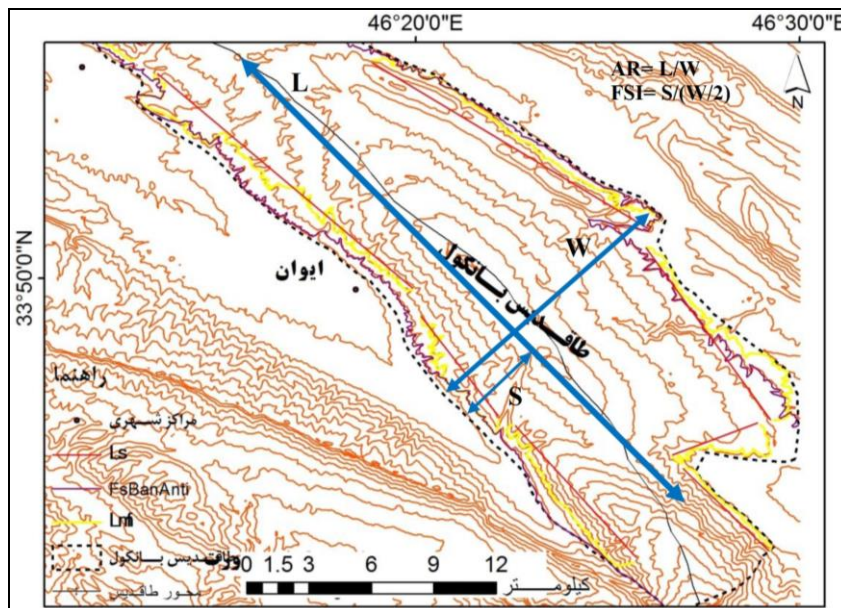 46°20'0"E
46°30'0"E
L
AR= L/W
FSI= S/(W/2)
N
W
طاقدیس بانکول
33°50'0"N
ایوان
S
راهنما
مراکز شهری
Ls
FsBanAnti
Lmfi
طاقدیس بانکول
محور طاقدیس
0 1.5 3 6 9 12
کیلومتر